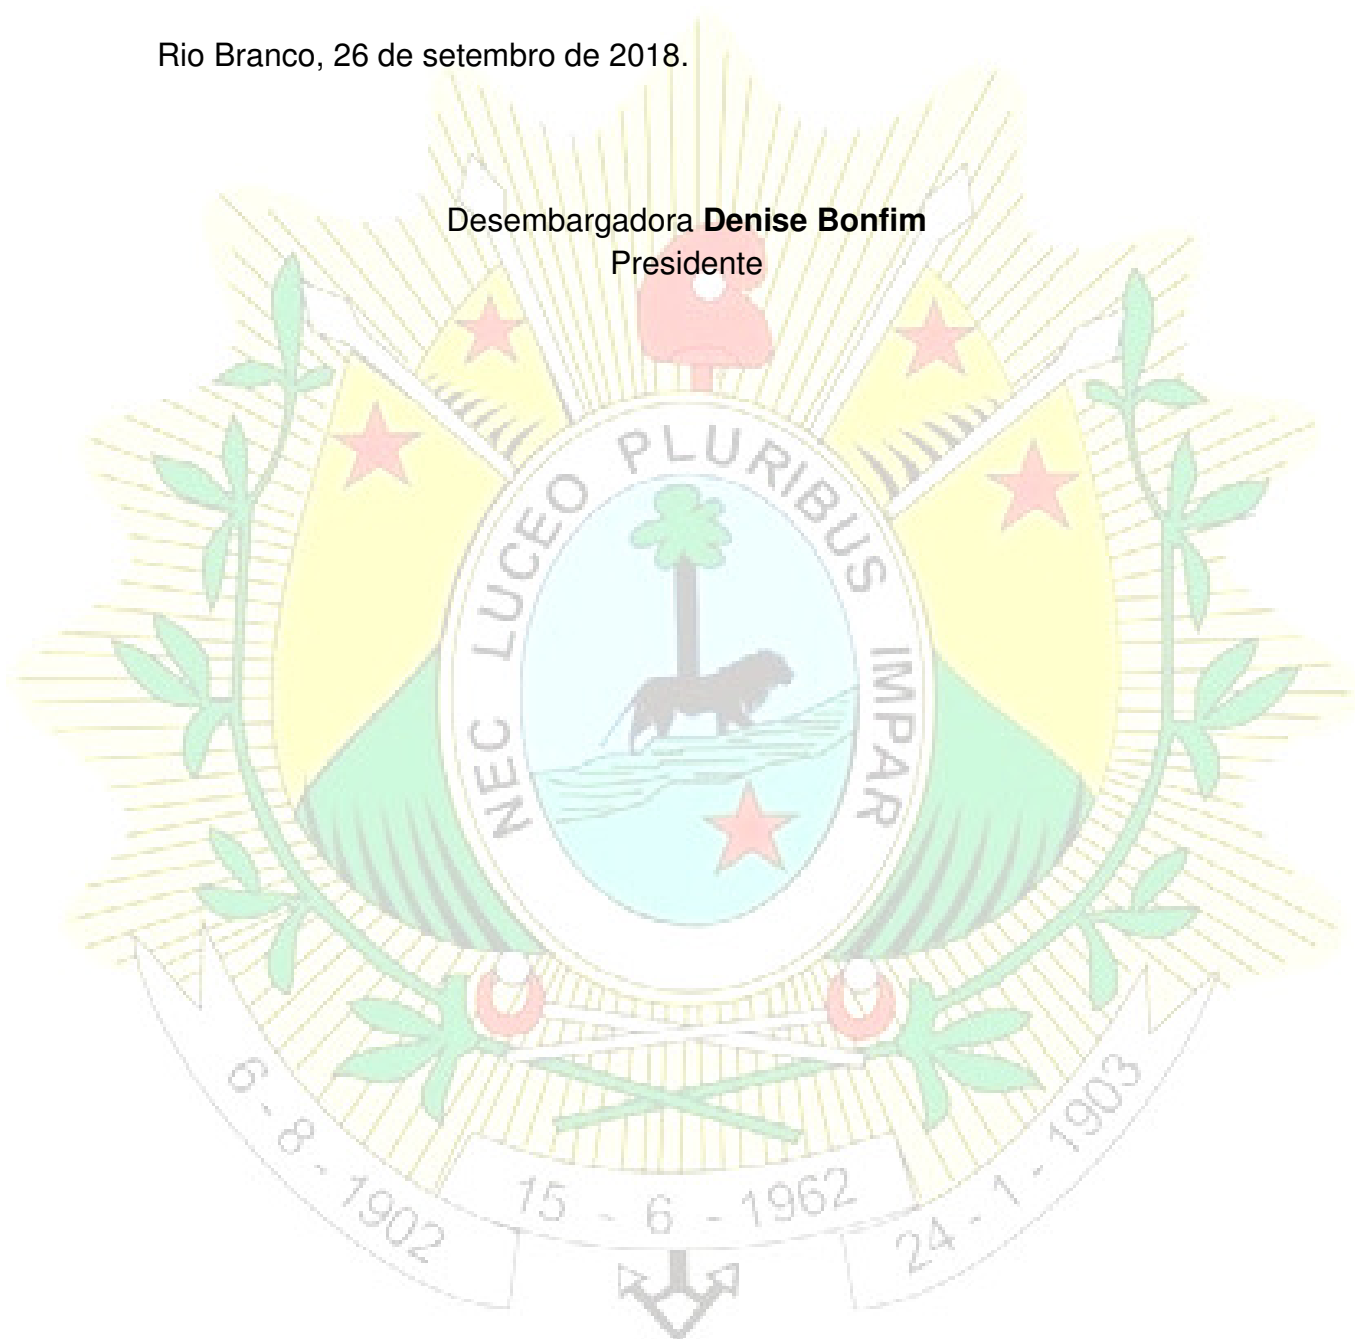 Rio Branco, 26 de setembro de 2018.
Desembargadora Denise Bonfim
Presidente
NEC LUCEO PLURIBUS IMPAR
6 - 8 - 1902
15 - 6 - 1962
24 - 1 - 1903